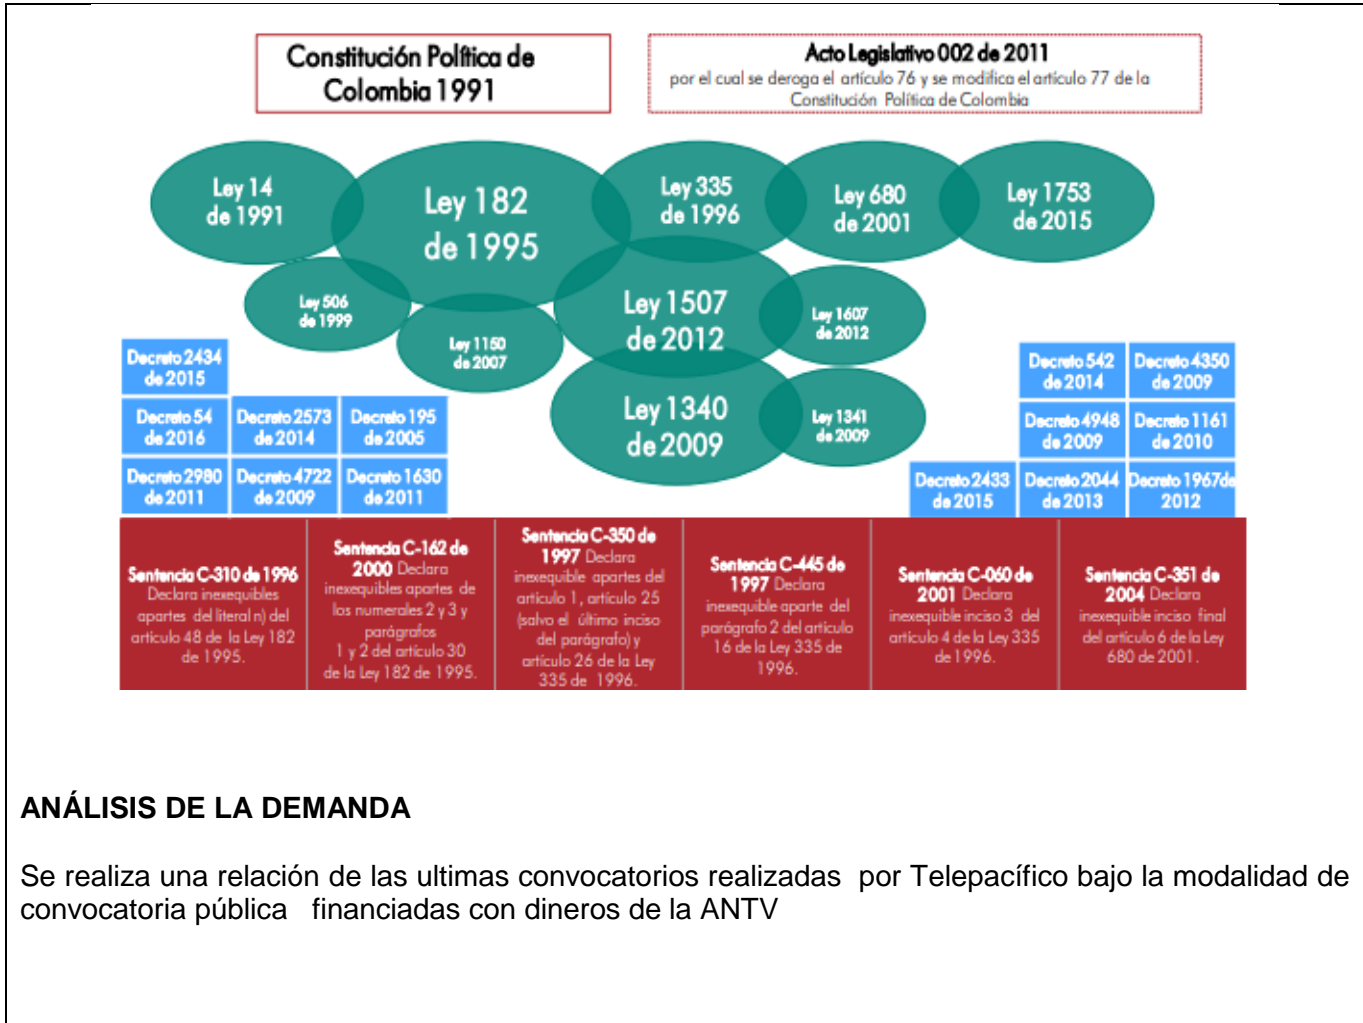 Constitución Política de
Colombia 1991
Acto Legislativo 002 de 2011
por el cual se deroga el artículo 76 y se modifica el artículo 77 de la
Constitución Política de Colombia
Ley 14
de 1991
Ley 182
de 1995
Ley 335
de 1996
Ley 680
de 2001
Ley 1753
de 2015
Ley 506
de 1999
Ley 1150
de 2007
Ley 1507
de 2012
Ley 1607
de 2012
Ley 1340
de 2009
Ley 1341
de 2009
Decreto 2434
de 2015
Decreto 54
de 2016
Decreto 2573
de 2014
Decreto 195
de 2005
Decreto 2980
de 2011
Decreto 4722
de 2009
Decreto 1630
de 2011
Decreto 542
de 2014
Decreto 4350
de 2009
Decreto 4948
de 2009
Decreto 1161
de 2010
Decreto 2433
de 2015
Decreto 2044
de 2013
Decreto 1967de
2012
Sentencia C-310 de 1996
Declara inexequibles
apartes del literal n) del
artículo 48 de la Ley 182
de 1995.
Sentencia C-162 de
2000 Declara
inexequibles apartes de
los numerales 2 y 3 y
parágrafos
1 y 2 del artículo 30
de la Ley 182 de 1995.
Sentencia C-350 de
1997 Declara
inexequible apartes del
artículo 1, artículo 25
(salvo el último inciso
del parágrafo) y
artículo 26 de la Ley
335 de 1996.
Sentencia C-445 de
1997 Declara
inexequible aparte del
parágrafo 2 del artículo
16 de la Ley 335 de
1996.
Sentencia C-060 de
2001 Declara
inexequible inciso 3 del
artículo 4 de la Ley 335
de 1996.
Sentencia C-351 de
2004 Declara
inexequible inciso final
del artículo 6 de la Ley
680 de 2001.
ANÁLISIS DE LA DEMANDA
Se realiza una relación de las ultimas convocatorios realizadas por Telepacífico bajo la modalidad de
convocatoria pública financiadas con dineros de la ANTV